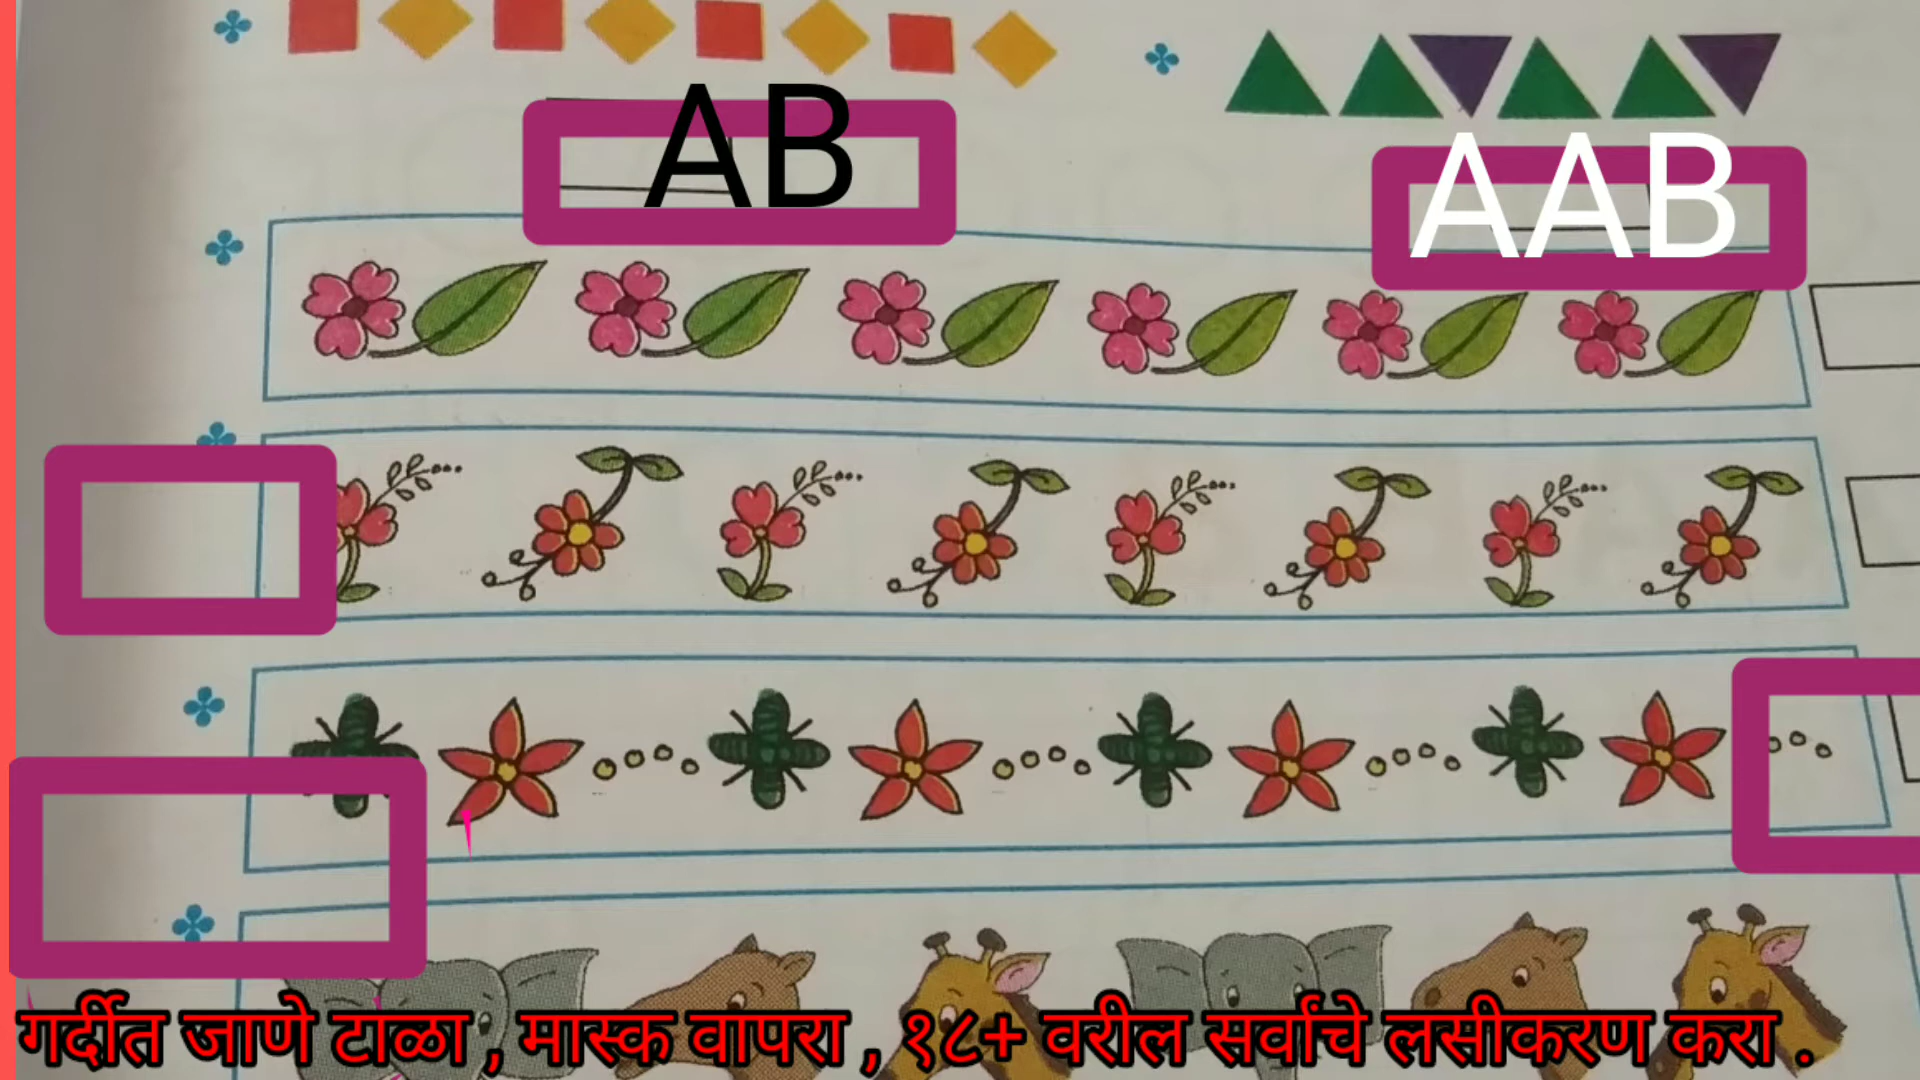 AB
AAB
गर्दीत जाणे टाळा , मास्क वापरा , १८+ वरील सर्वांचे लसीकरण करा .